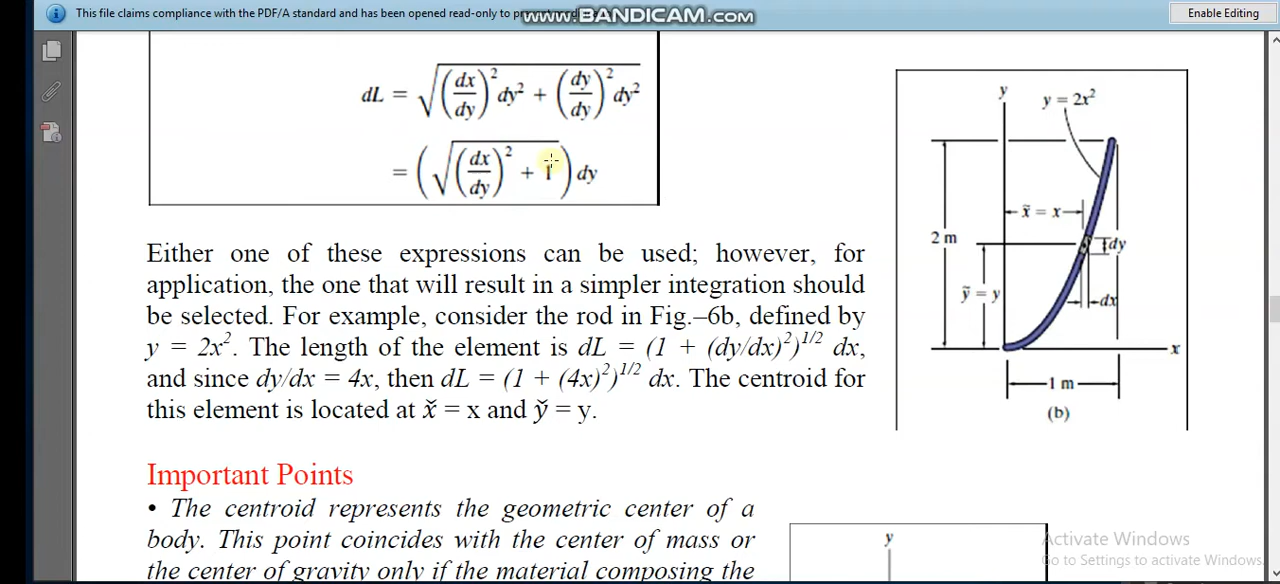 This file claims compliance with the PDF/A standard and has been opened read-only to pr
www.BANDICAM.com
Enable Editing
dL = √((dx/dy)² dy² + (dy/dy)² dy²)
= (√((dx/dy)² + 1)) dy
Either one of these expressions can be used; however, for
application, the one that will result in a simpler integration should
be selected. For example, consider the rod in Fig.–6b, defined by
y = 2x². The length of the element is dL = (1 + (dy/dx)²)^1/2 dx,
and since dy/dx = 4x, then dL = (1 + (4x)²)^1/2 dx. The centroid for
this element is located at x̌ = x and y̌ = y.
y
y = 2x²
x̃ = x
2 m
dy
ỹ = y
dx
x
1 m
(b)
Important Points
• The centroid represents the geometric center of a
body. This point coincides with the center of mass or
the center of gravity only if the material composing the
y
Activate Windows
Go to Settings to activate Windows.